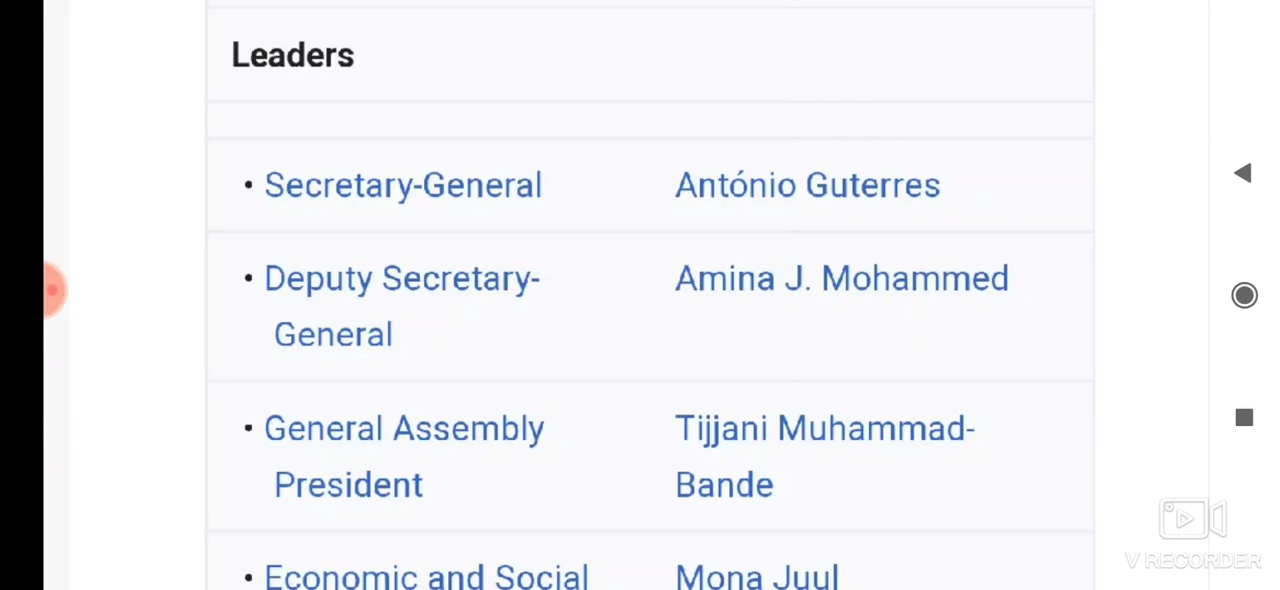 Leaders
• Secretary-General António Guterres
• Deputy Secretary- Amina J. Mohammed
General
• General Assembly Tijjani Muhammad-
President Bande
• Economic and Social Mona Juul
V RECORDER